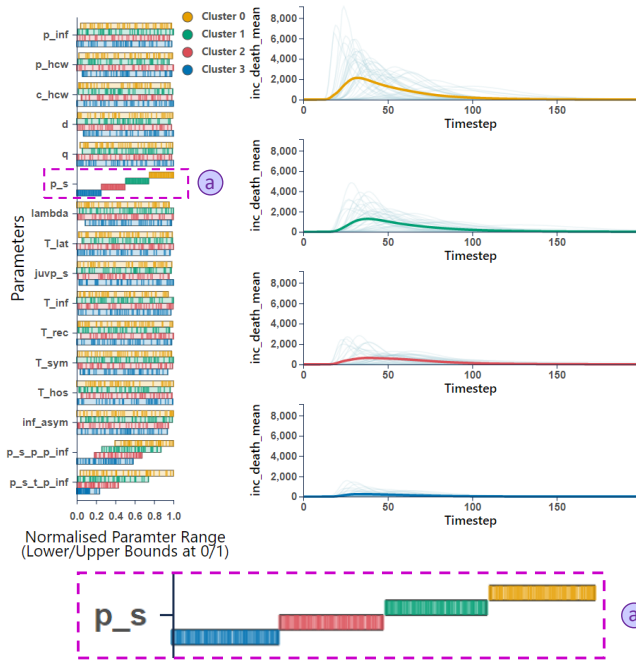 Cluster 0
Cluster 1
Cluster 2
Cluster 3
Parameters
p_inf
p_hcw
c_hcw
d
q
p_s
a
lambda
T_lat
juvp_s
T_inf
T_rec
T_sym
T_hos
inf_asym
p_s_p_p_inf
p_s_t_p_inf
0.0 0.2 0.4 0.6 0.8 1.0
Normalised Paramter Range
(Lower/Upper Bounds at 0/1)
inc_death_mean
8,000
6,000
4,000
2,000
0
0 50 100 150
Timestep
inc_death_mean
8,000
6,000
4,000
2,000
0
0 50 100 150
Timestep
inc_death_mean
8,000
6,000
4,000
2,000
0
0 50 100 150
Timestep
inc_death_mean
8,000
6,000
4,000
2,000
0
0 50 100 150
Timestep
p_s
a